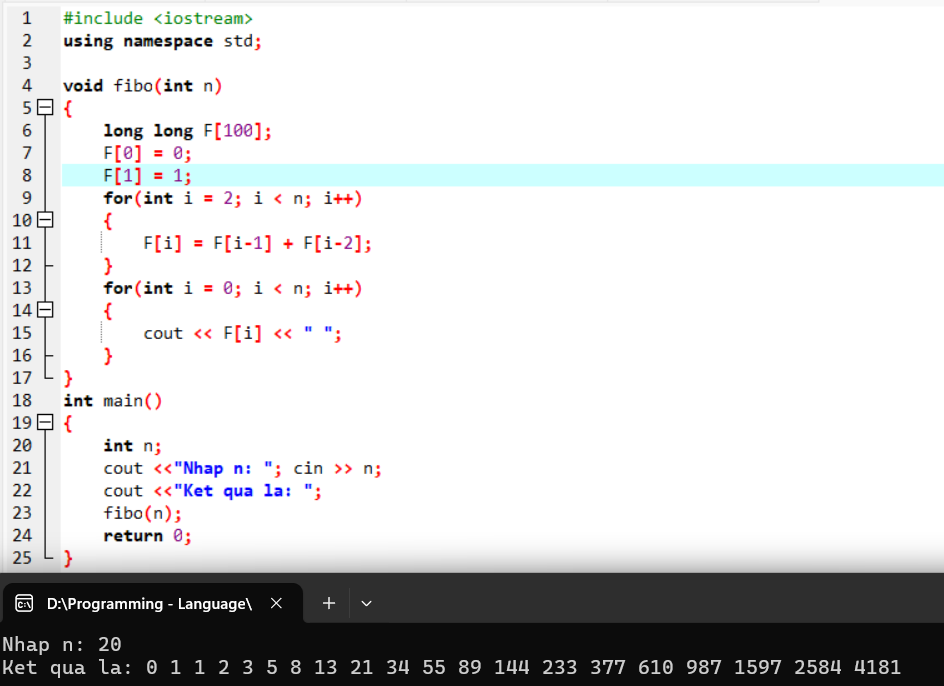 1 #include <iostream>
2 using namespace std;
3
4 void fibo(int n)
5 {
6     long long F[100];
7     F[0] = 0;
8     F[1] = 1;
9     for(int i = 2; i < n; i++)
10     {
11         F[i] = F[i-1] + F[i-2];
12     }
13     for(int i = 0; i < n; i++)
14     {
15         cout << F[i] << " ";
16     }
17 }
18 int main()
19 {
20     int n;
21     cout <<"Nhap n: "; cin >> n;
22     cout <<"Ket qua la: ";
23     fibo(n);
24     return 0;
25 }
D:\Programming - Language\
Nhap n: 20
Ket qua la: 0 1 1 2 3 5 8 13 21 34 55 89 144 233 377 610 987 1597 2584 4181